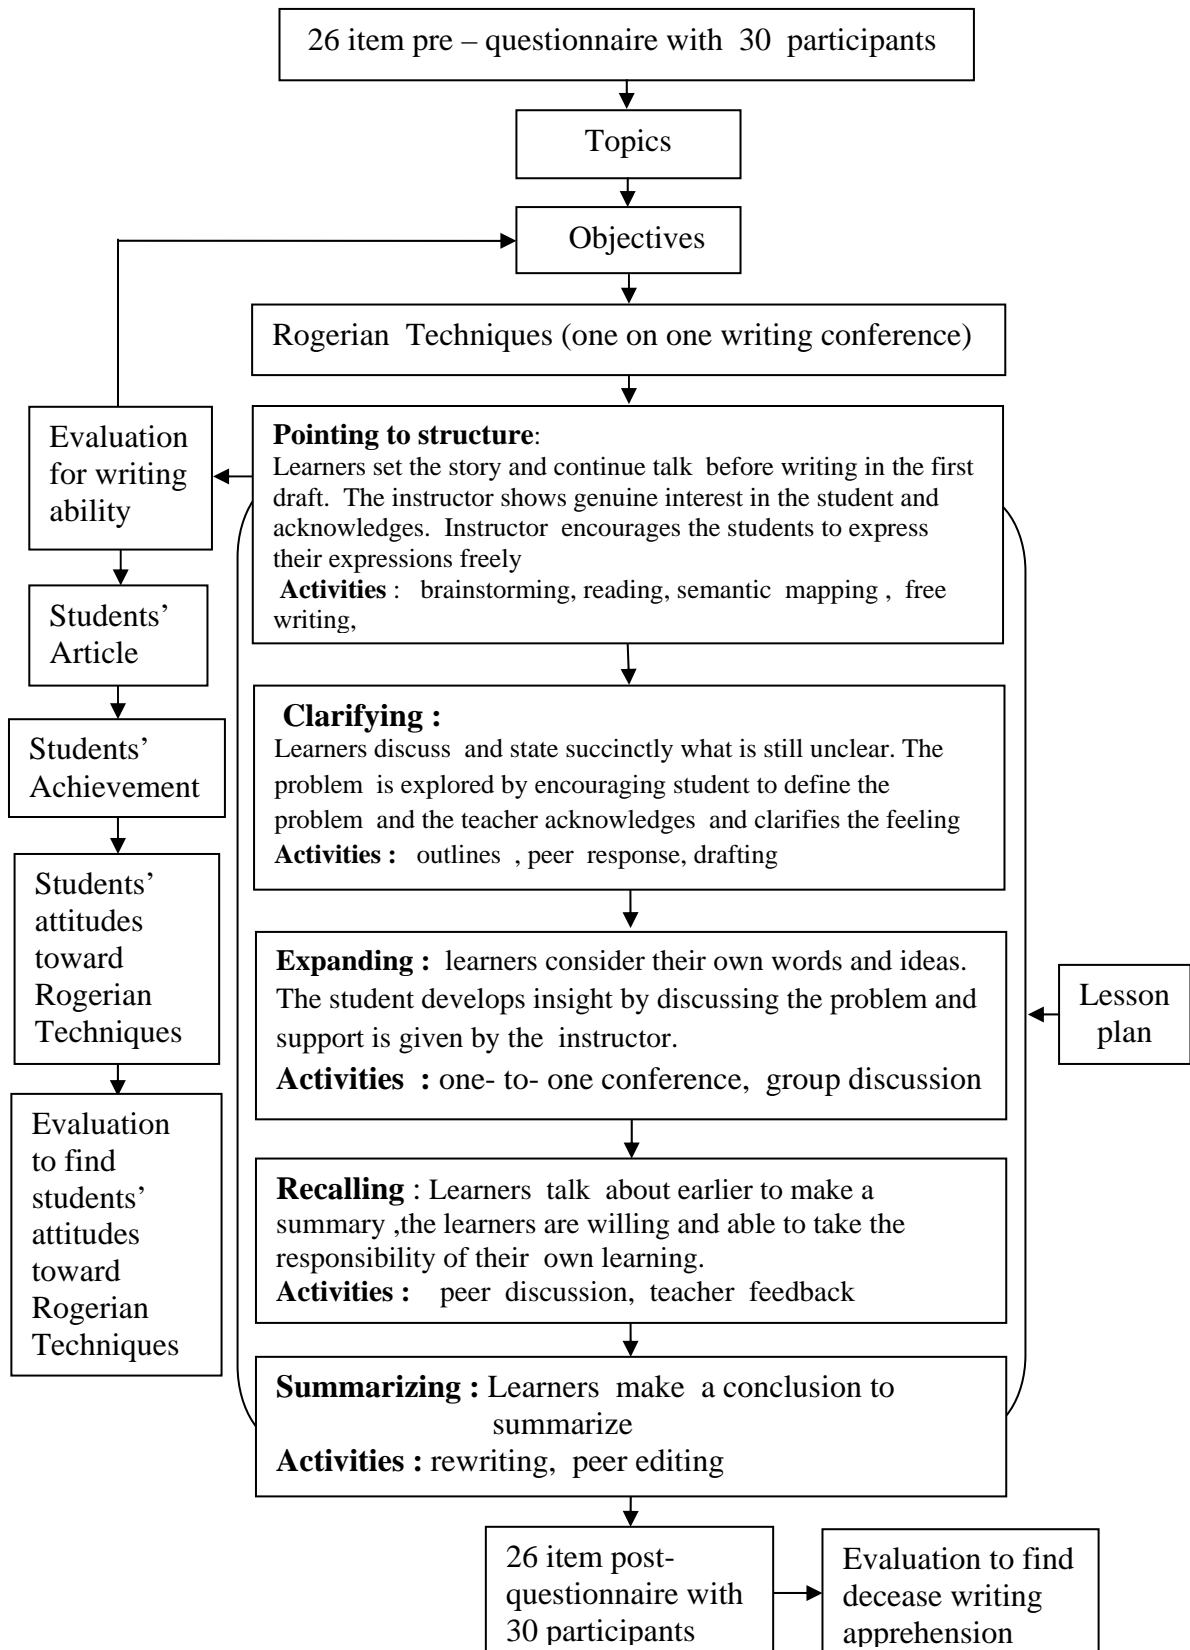 26 item pre – questionnaire with 30 participants
Topics
Objectives
Rogerian Techniques (one on one writing conference)
Pointing to structure:
Learners set the story and continue talk before writing in the first
draft. The instructor shows genuine interest in the student and
acknowledges. Instructor encourages the students to express
their expressions freely
Activities : brainstorming, reading, semantic mapping , free
writing,
Evaluation
for writing
ability
Students’
Article
Students’
Achievement
Students’
attitudes
toward
Rogerian
Techniques
Evaluation
to find
students’
attitudes
toward
Rogerian
Techniques
Clarifying :
Learners discuss and state succinctly what is still unclear. The
problem is explored by encouraging student to define the
problem and the teacher acknowledges and clarifies the feeling
Activities : outlines , peer response, drafting
Expanding : learners consider their own words and ideas.
The student develops insight by discussing the problem and
support is given by the instructor.
Activities : one- to- one conference, group discussion
Lesson
plan
Recalling : Learners talk about earlier to make a
summary ,the learners are willing and able to take the
responsibility of their own learning.
Activities : peer discussion, teacher feedback
Summarizing : Learners make a conclusion to
summarize
Activities : rewriting, peer editing
26 item post-
questionnaire with
30 participants
Evaluation to find
decease writing
apprehension